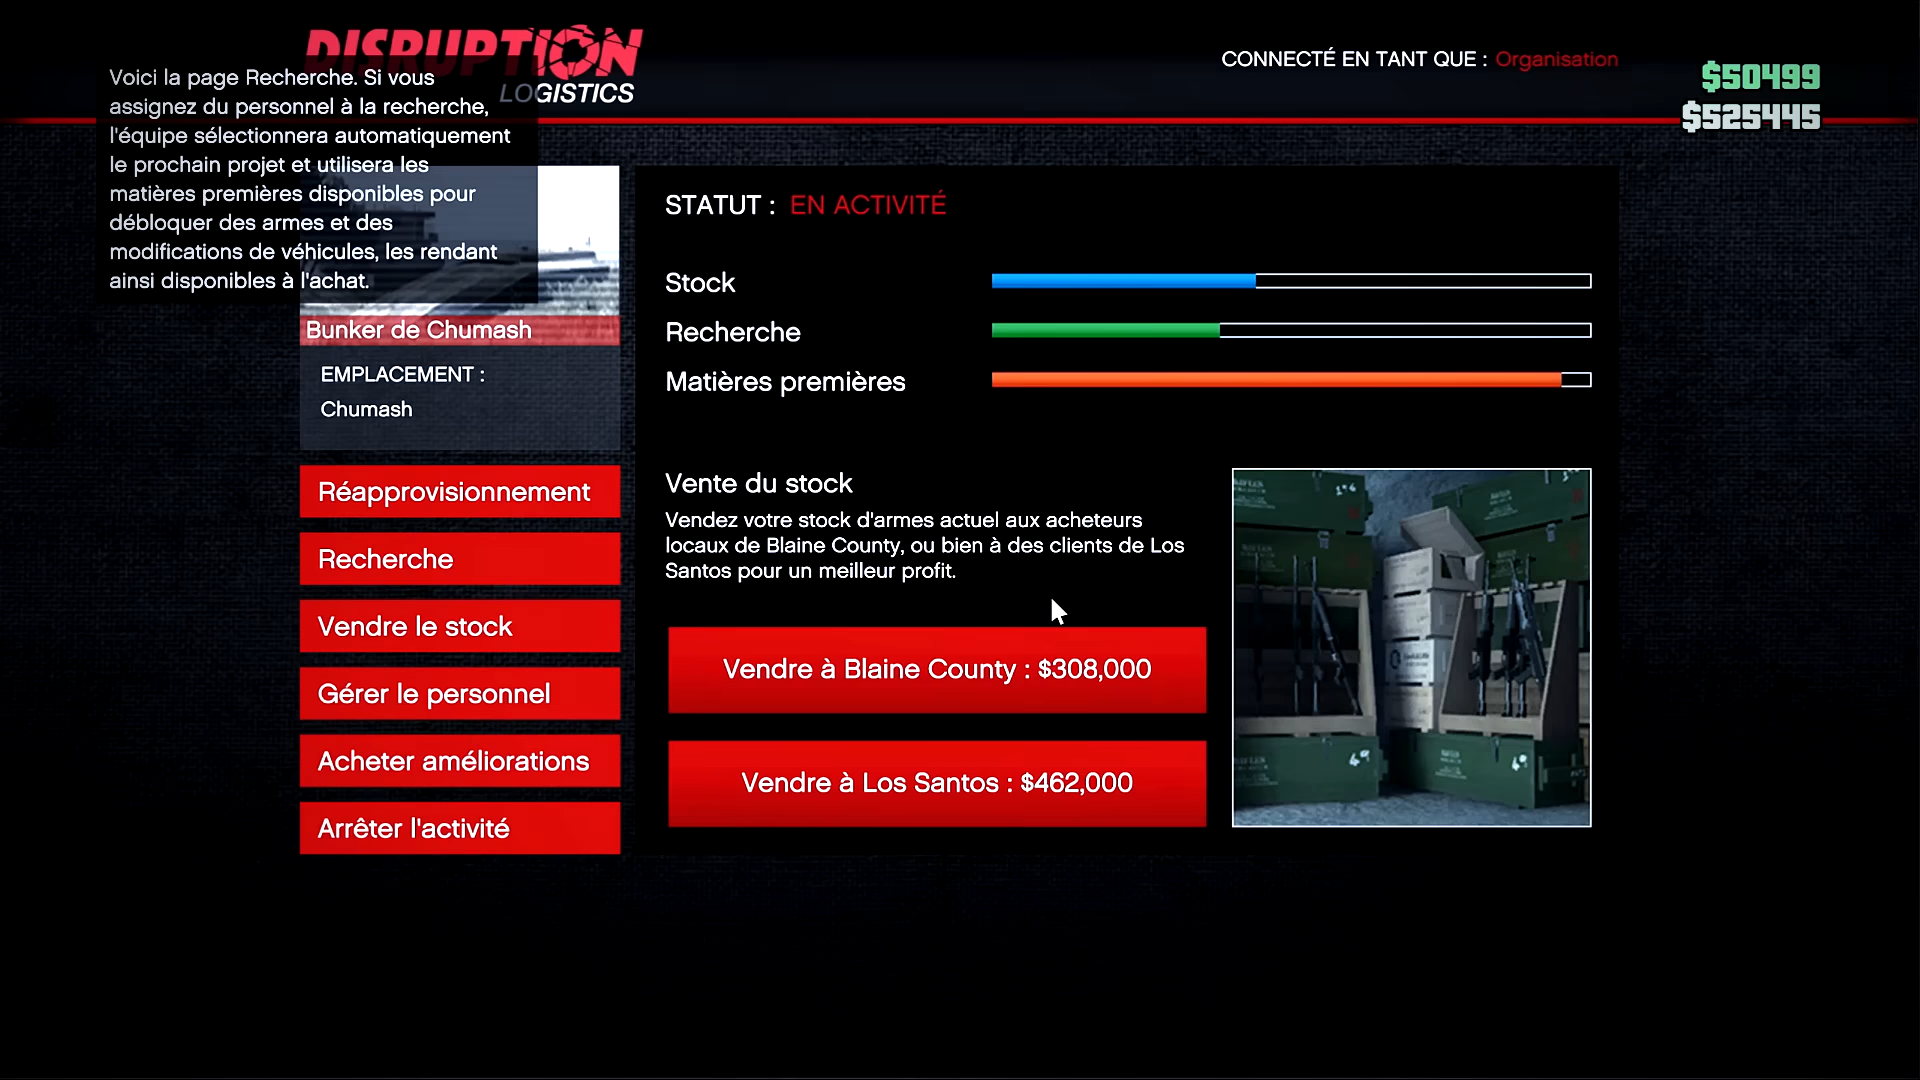 DISRUPTION
LOGISTICS
CONNECTÉ EN TANT QUE : Organisation
$50499
$525445
Voici la page Recherche. Si vous
assignez du personnel à la recherche,
l'équipe sélectionnera automatiquement
le prochain projet et utilisera les
matières premières disponibles pour
débloquer des armes et des
modifications de véhicules, les rendant
ainsi disponibles à l'achat.
Bunker de Chumash
EMPLACEMENT :
Chumash
Réapprovisionnement
Recherche
Vendre le stock
Gérer le personnel
Acheter améliorations
Arrêter l'activité
STATUT : EN ACTIVITÉ
Stock
Recherche
Matières premières
Vente du stock
Vendez votre stock d'armes actuel aux acheteurs
locaux de Blaine County, ou bien à des clients de Los
Santos pour un meilleur profit.
Vendre à Blaine County : $308,000
Vendre à Los Santos : $462,000